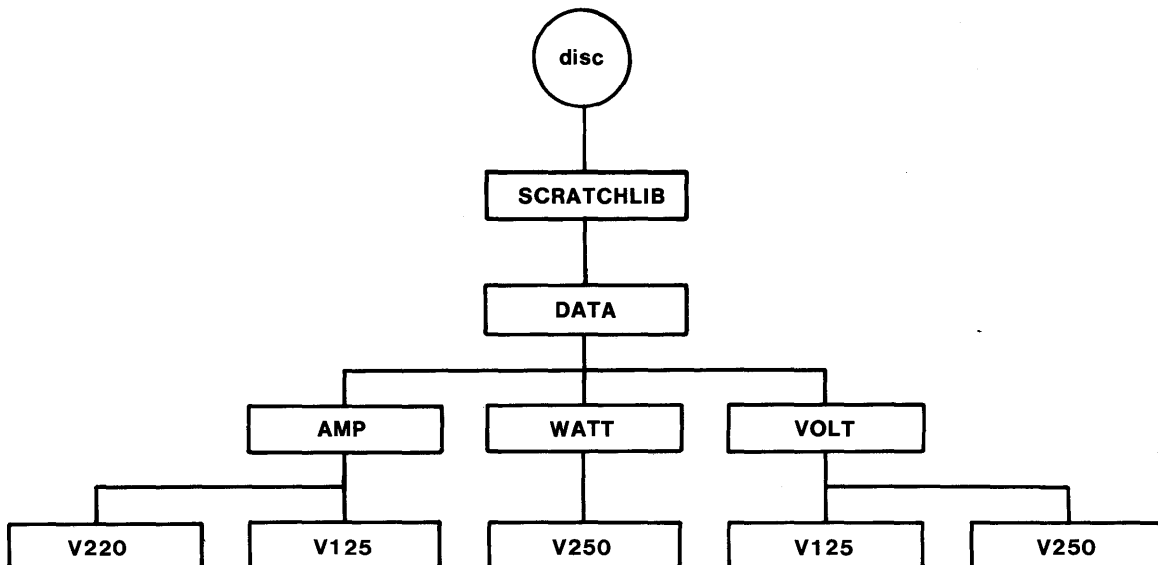 disc
SCRATCHLIB
DATA
AMP WATT VOLT
V220 V125 V250 V125 V250